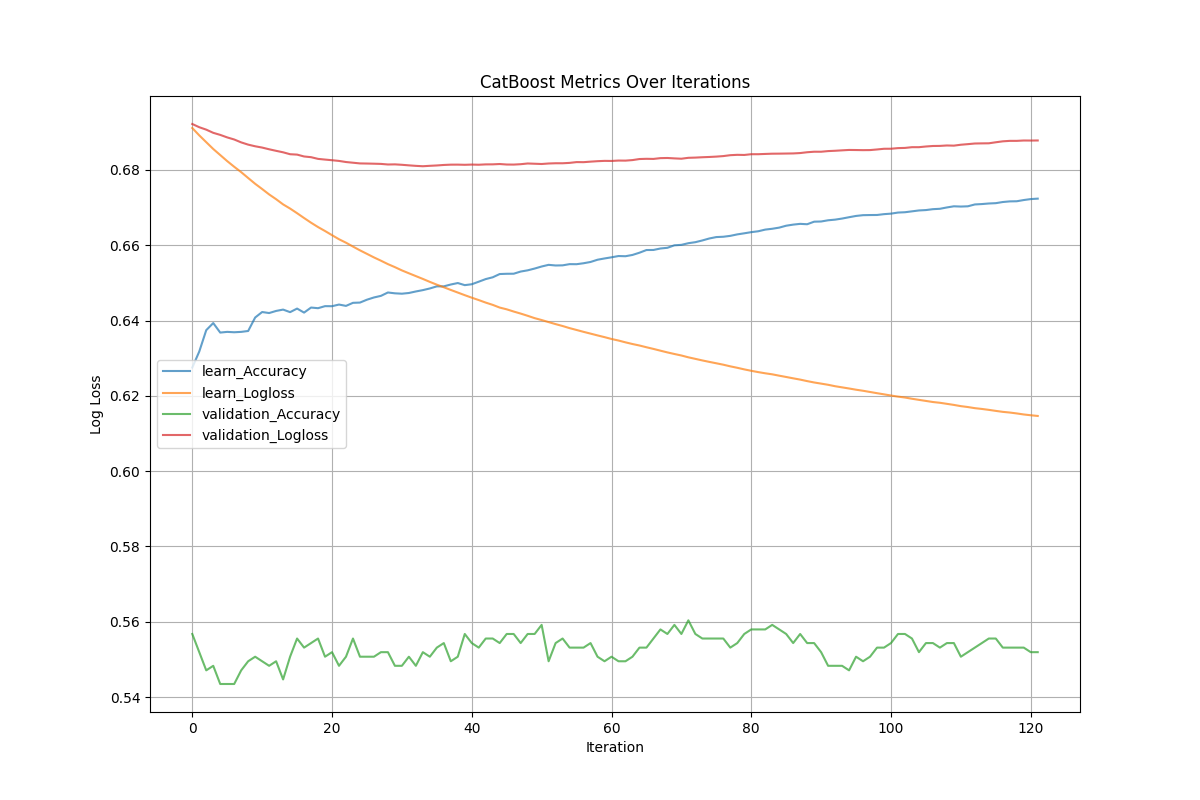 CatBoost Metrics Over Iterations
Log Loss
0.68
0.66
0.64
0.62
0.60
0.58
0.56
0.54
learn_Accuracy
learn_Logloss
validation_Accuracy
validation_Logloss
0 20 40 60 80 100 120
Iteration